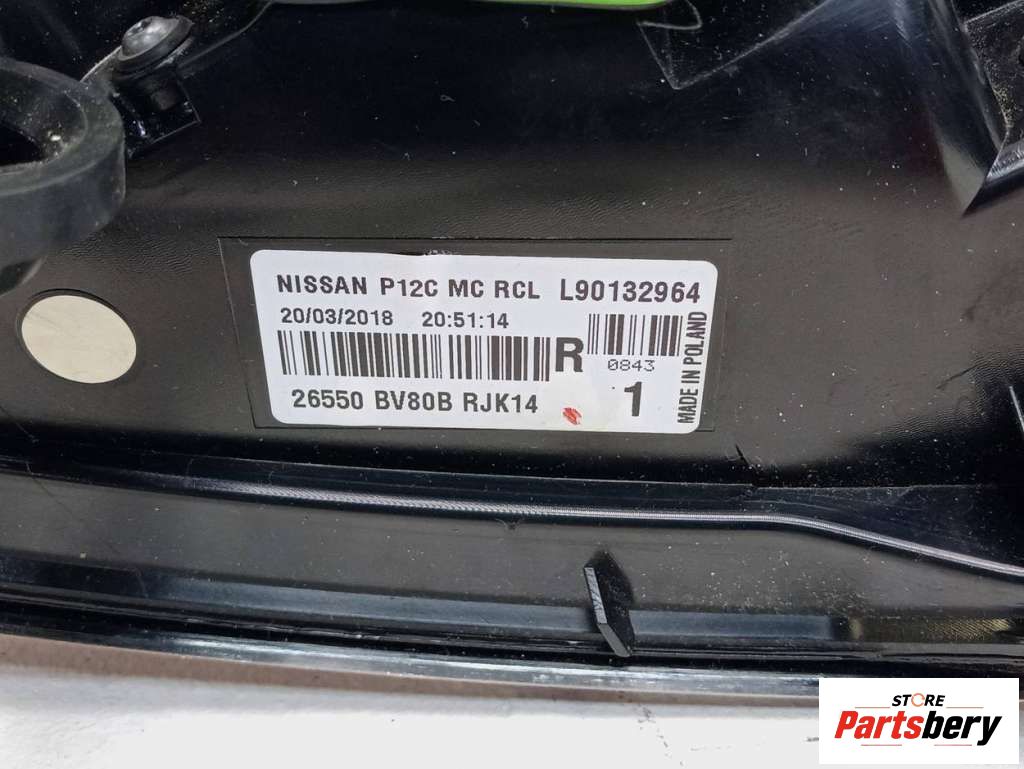 NISSAN P12C MC RCL L90132964
20/03/2018 20:51:14
R
0843
26550 BV80B RJK14
1
MADE IN POLAND
STORE
Partsbery